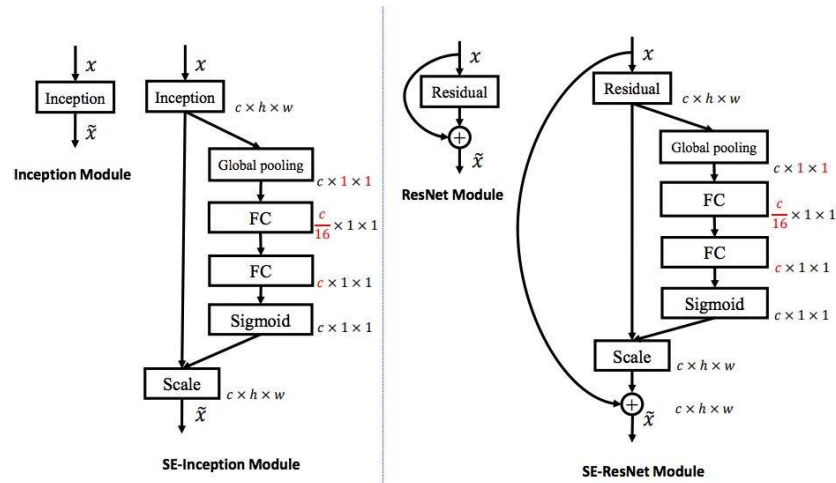 x
Inception
x̃
Inception Module
x
Inception
c × h × w
Global pooling
c × 1 × 1
FC
c/16 × 1 × 1
FC
c × 1 × 1
Sigmoid
c × 1 × 1
Scale
c × h × w
x̃
SE-Inception Module
x
Residual
+
x̃
ResNet Module
x
Residual
c × h × w
Global pooling
c × 1 × 1
FC
c/16 × 1 × 1
FC
c × 1 × 1
Sigmoid
c × 1 × 1
Scale
c × h × w
+
c × h × w
x̃
SE-ResNet Module